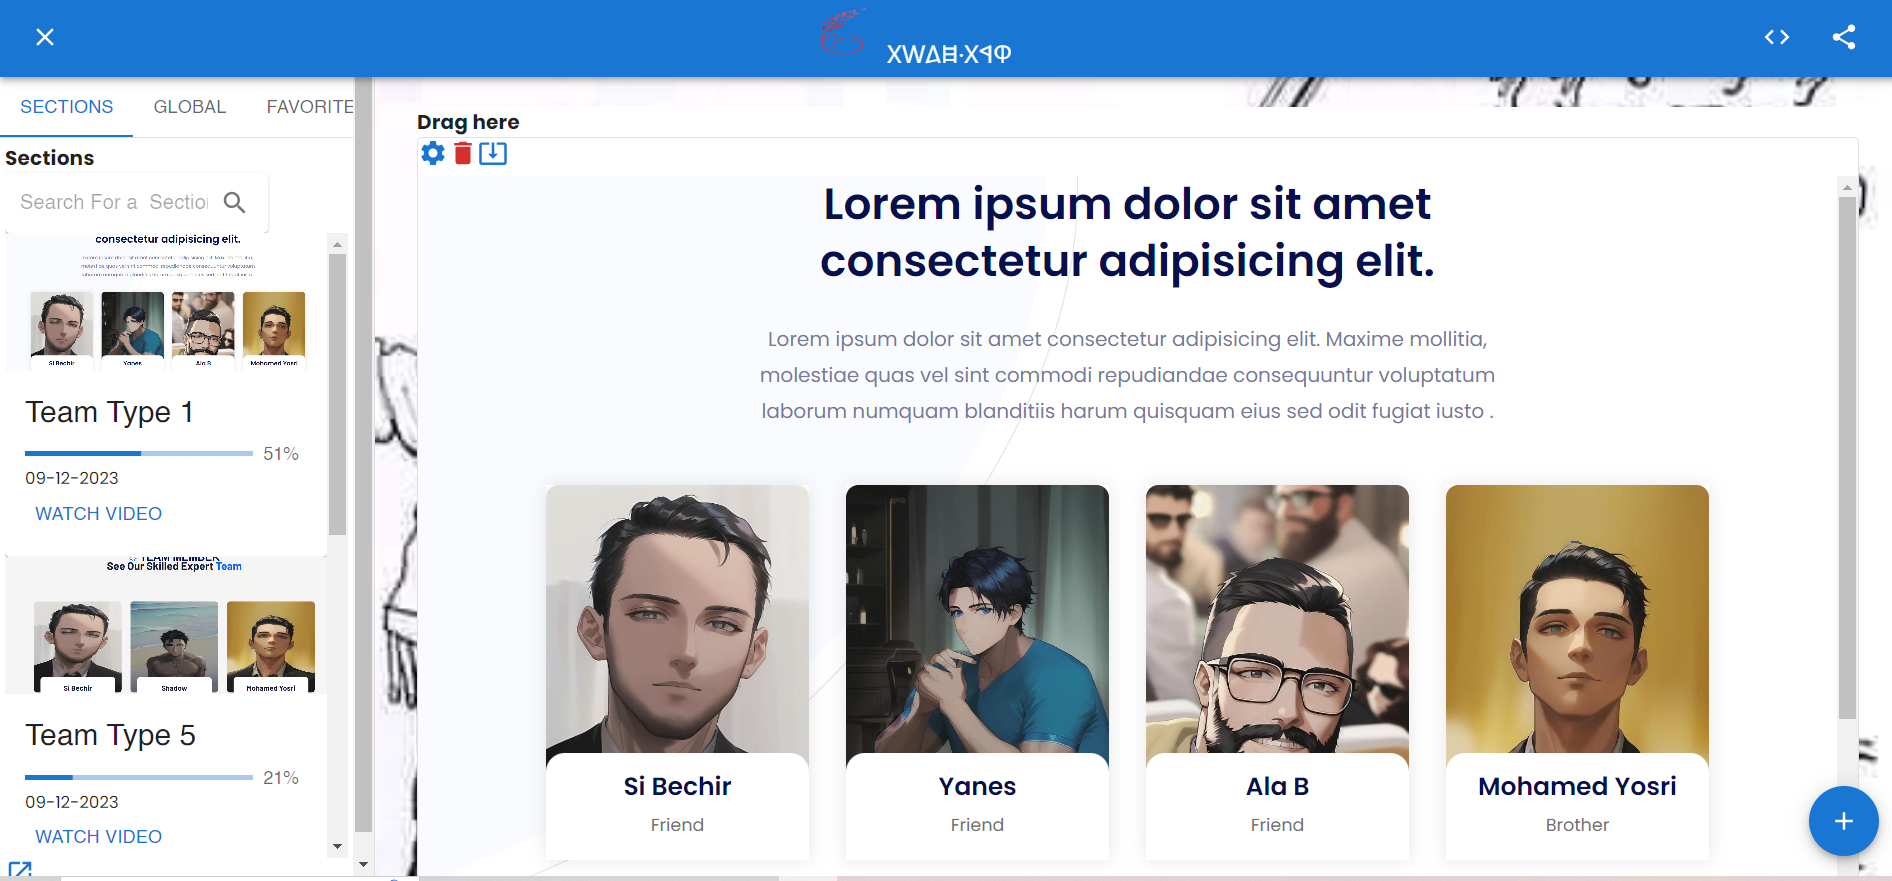 ⵅⵡⴷⵘ·ⵅⵞⵀ
SECTIONS GLOBAL FAVORITE
Sections
Search For a Section
consectetur adipisicing elit.
Si Bechir Yanes Ala B Mohamed Yosri
Team Type 1
51%
09-12-2023
WATCH VIDEO
TEAM MEMBER
See Our Skilled Expert Team
Si Bechir Shadow Mohamed Yosri
Team Type 5
21%
09-12-2023
WATCH VIDEO
Drag here
Lorem ipsum dolor sit amet
consectetur adipisicing elit.
Lorem ipsum dolor sit amet consectetur adipisicing elit. Maxime mollitia,
molestiae quas vel sint commodi repudiandae consequuntur voluptatum
laborum numquam blanditiis harum quisquam eius sed odit fugiat iusto .
Si Bechir
Friend
Yanes
Friend
Ala B
Friend
Mohamed Yosri
Brother